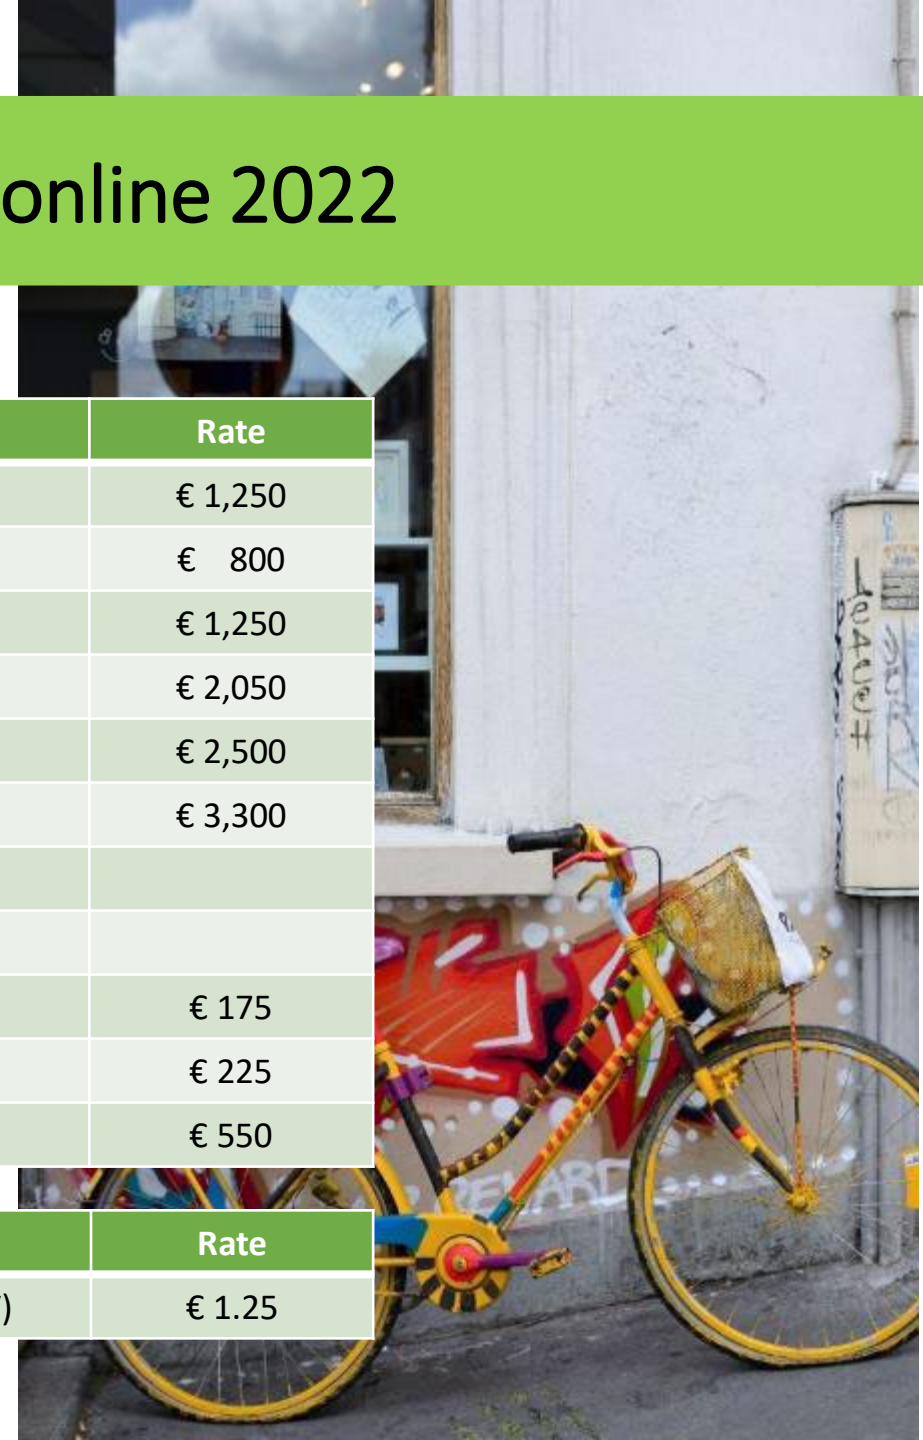 online 2022
Rate
€ 1,250
€ 800
€ 1,250
€ 2,050
€ 2,500
€ 3,300
€ 175
€ 225
€ 550
Rate
) € 1.25